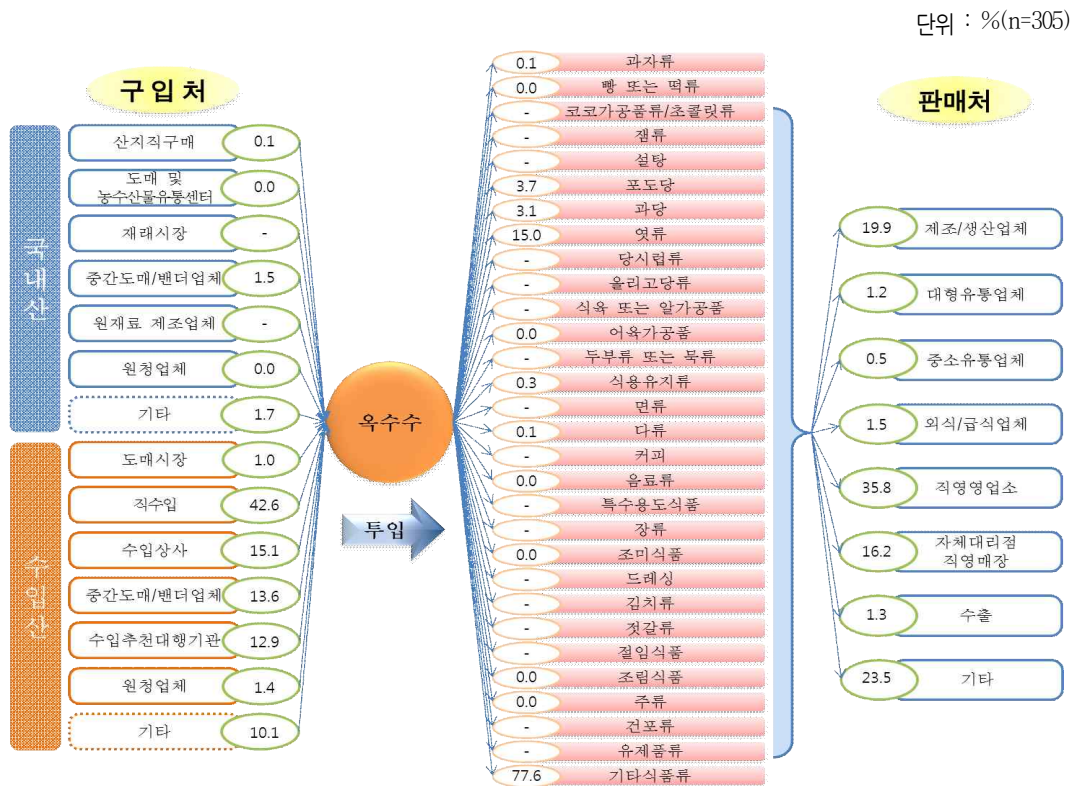 단위 : %(n=305)
구입처
국내산
산지직구매 0.1
도매 및
농수산물유통센터 0.0
재래시장 -
중간도매/밴더업체 1.5
원재료 제조업체 -
원청업체 0.0
기타 1.7
수입산
도매시장 1.0
직수입 42.6
수입상사 15.1
중간도매/밴더업체 13.6
수입추천대행기관 12.9
원청업체 1.4
기타 10.1
옥수수
투입
0.1 과자류
0.0 빵 또는 떡류
- 코코가공품류/초콜릿류
- 잼류
- 설탕
3.7 포도당
3.1 과당
15.0 엿류
- 당시럽류
- 올리고당류
- 식육 또는 알가공품
0.0 어육가공품
- 두부류 또는 묵류
0.3 식용유지류
- 면류
0.1 다류
- 커피
0.0 음료류
- 특수용도식품
- 장류
0.0 조미식품
- 드레싱
- 김치류
- 젓갈류
- 절임식품
0.0 조림식품
0.0 주류
- 건포류
- 유제품류
77.6 기타식품류
판매처
19.9 제조/생산업체
1.2 대형유통업체
0.5 중소유통업체
1.5 외식/급식업체
35.8 직영영업소
16.2 자체대리점
직영매장
1.3 수출
23.5 기타